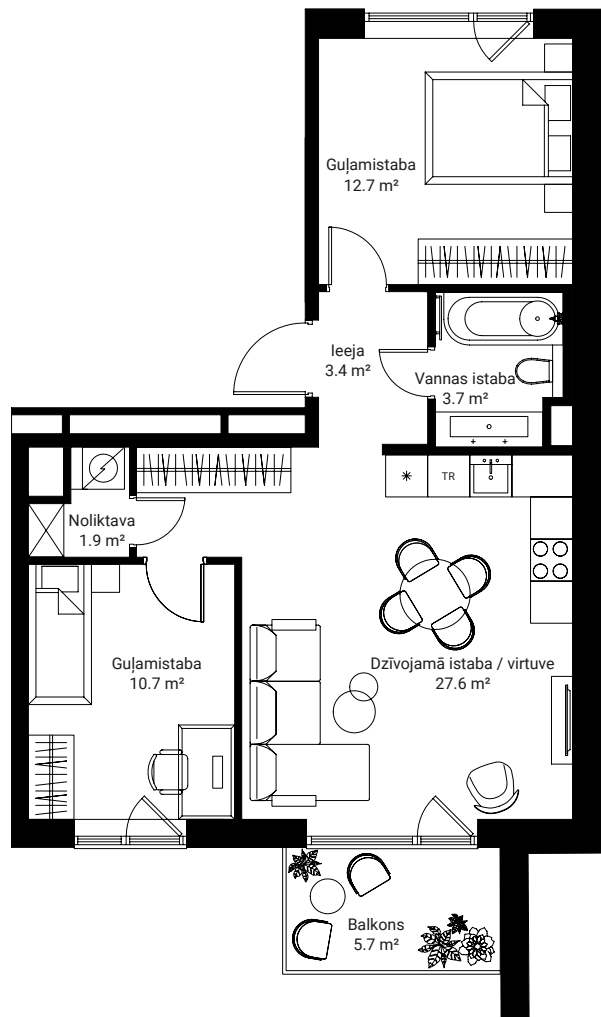 Guļamistaba
12.7 m²
Ieeja
3.4 m²
Vannas istaba
3.7 m²
TR
Noliktava
1.9 m²
Guļamistaba
10.7 m²
Dzīvojamā istaba / virtuve
27.6 m²
Balkons
5.7 m²